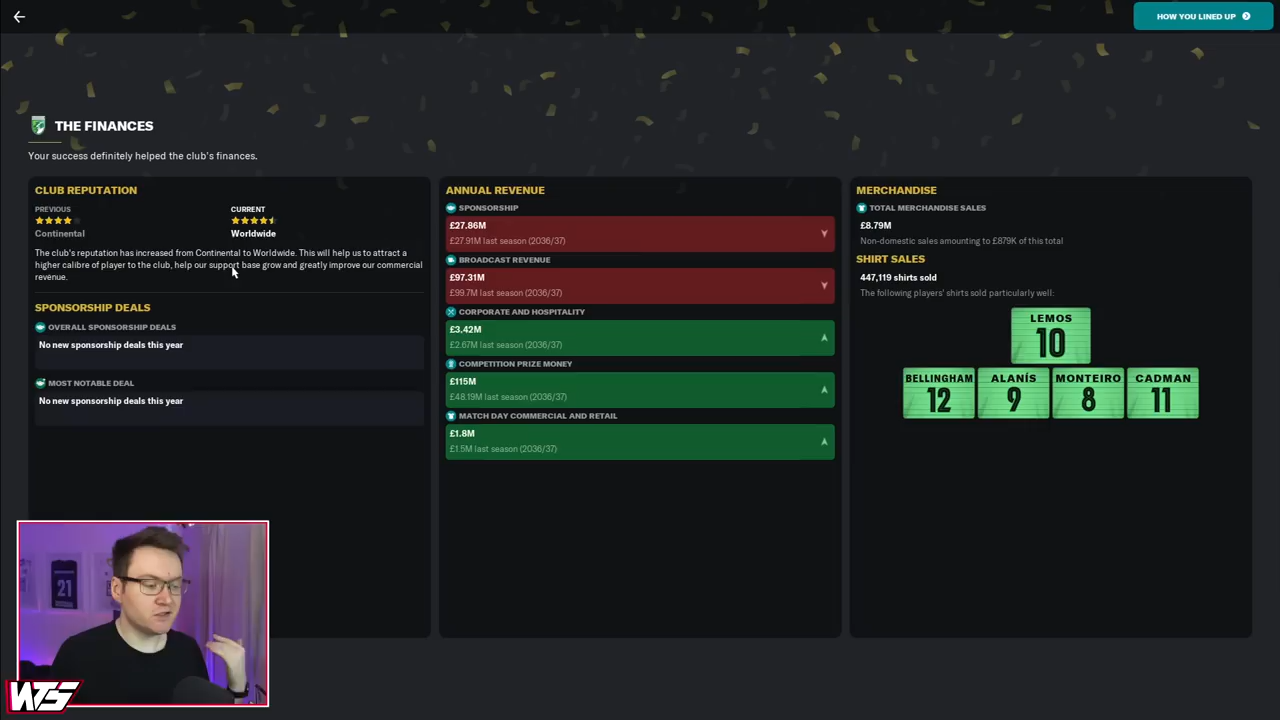 HOW YOU LINED UP
THE FINANCES
Your success definitely helped the club's finances.
CLUB REPUTATION
PREVIOUS
CURRENT
Continental
Worldwide
The club's reputation has increased from Continental to Worldwide. This will help us to attract a
higher calibre of player to the club, help our support base grow and greatly improve our commercial
revenue.
SPONSORSHIP DEALS
OVERALL SPONSORSHIP DEALS
No new sponsorship deals this year
MOST NOTABLE DEAL
No new sponsorship deals this year
ANNUAL REVENUE
SPONSORSHIP
£27.86M
£27.91M last season (2036/37)
BROADCAST REVENUE
£97.31M
£99.7M last season (2036/37)
CORPORATE AND HOSPITALITY
£3.42M
£2.67M last season (2036/37)
COMPETITION PRIZE MONEY
£115M
£48.19M last season (2036/37)
MATCH DAY COMMERCIAL AND RETAIL
£1.8M
£1.5M last season (2036/37)
MERCHANDISE
TOTAL MERCHANDISE SALES
£8.79M
Non-domestic sales amounting to £879K of this total
SHIRT SALES
447,119 shirts sold
The following players' shirts sold particularly well:
LEMOS
10
BELLINGHAM
12
ALANÍS
9
MONTEIRO
8
CADMAN
11
21
WTS